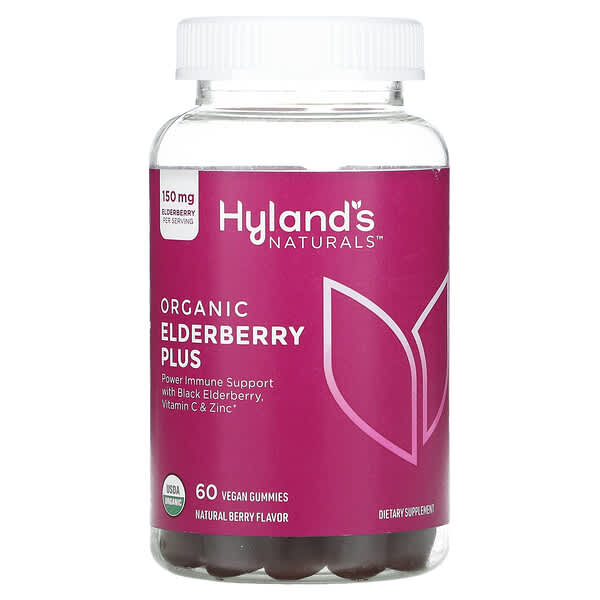 150 mg
ELDERBERRY
PER SERVING
Hyland's
NATURALS™
ORGANIC
ELDERBERRY
PLUS
Power Immune Support
with Black Elderberry,
Vitamin C & Zinc*
USDA
ORGANIC
60 VEGAN GUMMIES
NATURAL BERRY FLAVOR
DIETARY SUPPLEMENT